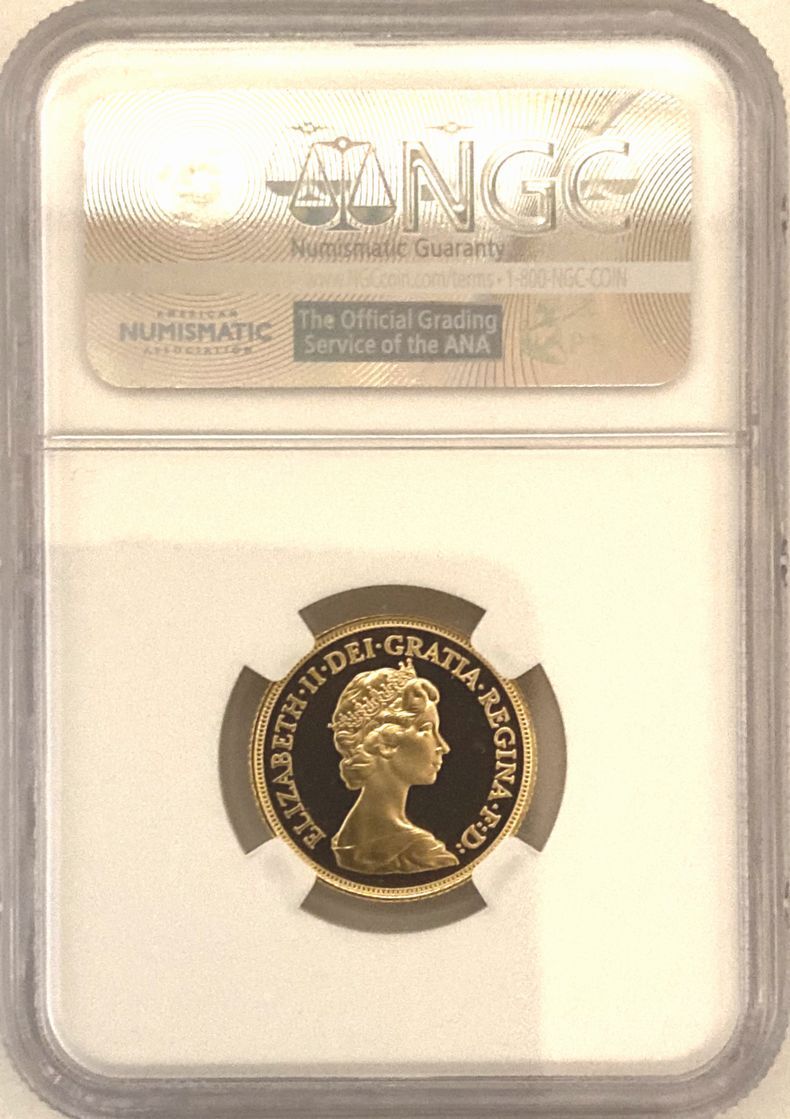 NGC
Numismatic Guaranty
www.NGCcoin.com/terms • 1-800-NGC-COIN
AMERICAN
NUMISMATIC
ASSOCIATION
The Official Grading
Service of the ANA
ELIZABETH·II·DEI·GRATIA·REGINA·F:D: